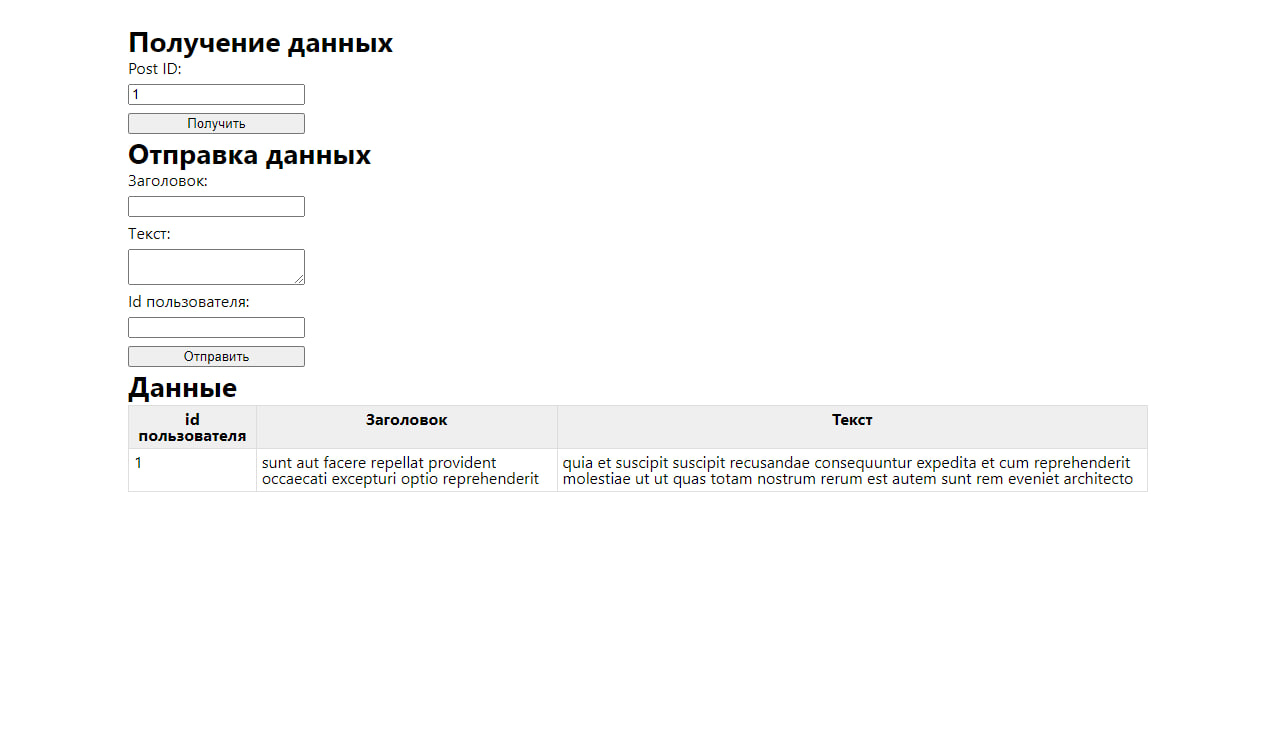 Получение данных
Post ID:
1
Получить
Отправка данных
Заголовок:
Текст:
Id пользователя:
Отправить
Данные
id пользователя Заголовок Текст
1 sunt aut facere repellat provident occaecati excepturi optio reprehenderit quia et suscipit suscipit recusandae consequuntur expedita et cum reprehenderit molestiae ut ut quas totam nostrum rerum est autem sunt rem eveniet architecto